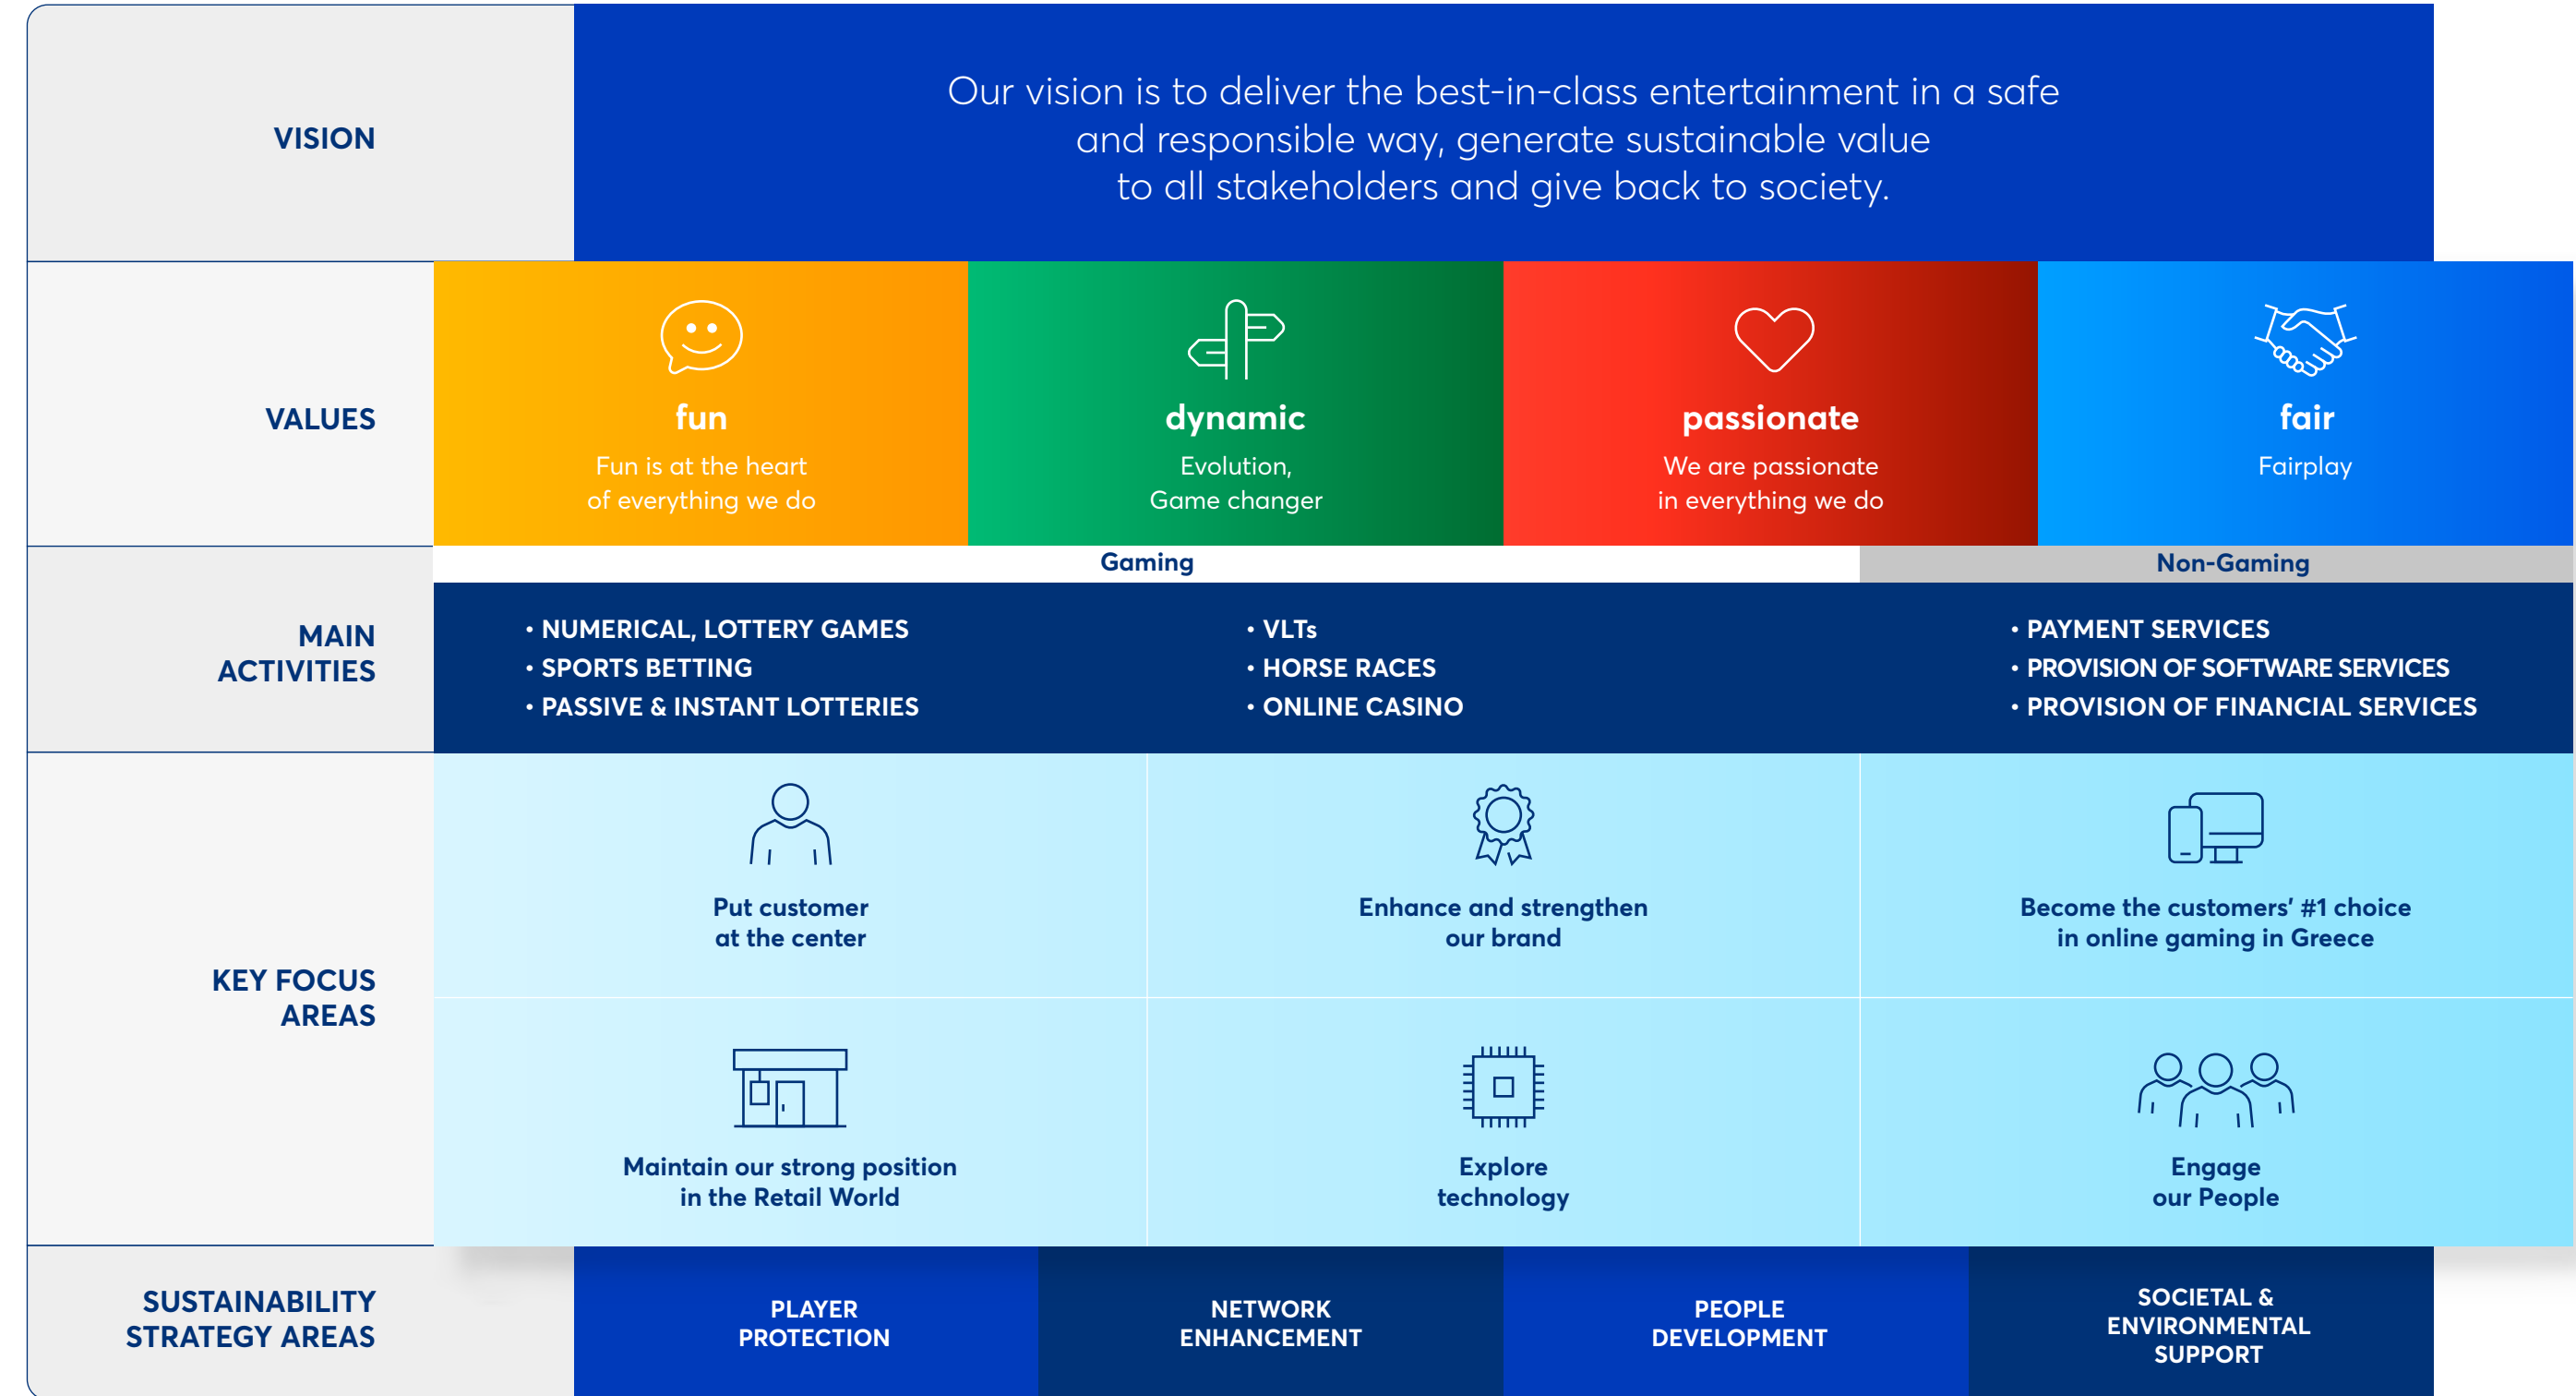 VISION
Our vision is to deliver the best-in-class entertainment in a safe
and responsible way, generate sustainable value
to all stakeholders and give back to society.
VALUES
fun
Fun is at the heart
of everything we do
dynamic
Evolution,
Game changer
passionate
We are passionate
in everything we do
fair
Fairplay
MAIN
ACTIVITIES
Gaming
• NUMERICAL, LOTTERY GAMES
• SPORTS BETTING
• PASSIVE & INSTANT LOTTERIES
• VLTs
• HORSE RACES
• ONLINE CASINO
Non-Gaming
• PAYMENT SERVICES
• PROVISION OF SOFTWARE SERVICES
• PROVISION OF FINANCIAL SERVICES
KEY FOCUS
AREAS
Put customer
at the center
Enhance and strengthen
our brand
Become the customers’ #1 choice
in online gaming in Greece
Maintain our strong position
in the Retail World
Explore
technology
Engage
our People
SUSTAINABILITY
STRATEGY AREAS
PLAYER
PROTECTION
NETWORK
ENHANCEMENT
PEOPLE
DEVELOPMENT
SOCIETAL &
ENVIRONMENTAL
SUPPORT